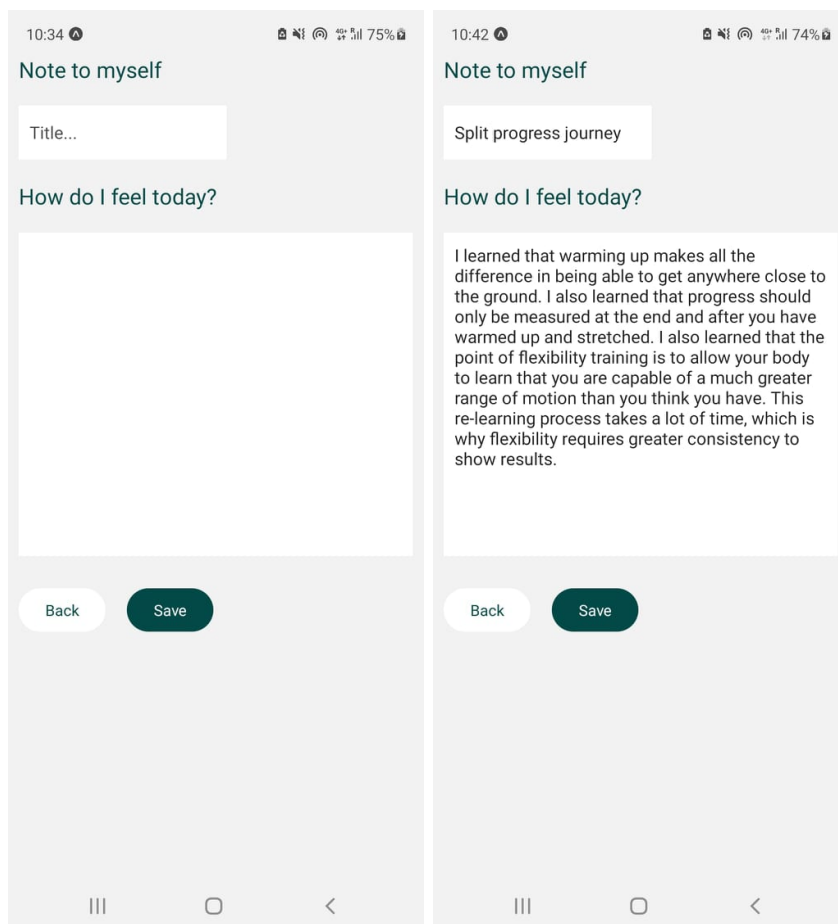 10:34
75%
Note to myself
Title...
How do I feel today?
Back
Save
10:42
74%
Note to myself
Split progress journey
How do I feel today?
I learned that warming up makes all the
difference in being able to get anywhere close to
the ground. I also learned that progress should
only be measured at the end and after you have
warmed up and stretched. I also learned that the
point of flexibility training is to allow your body
to learn that you are capable of a much greater
range of motion than you think you have. This
re-learning process takes a lot of time, which is
why flexibility requires greater consistency to
show results.
Back
Save